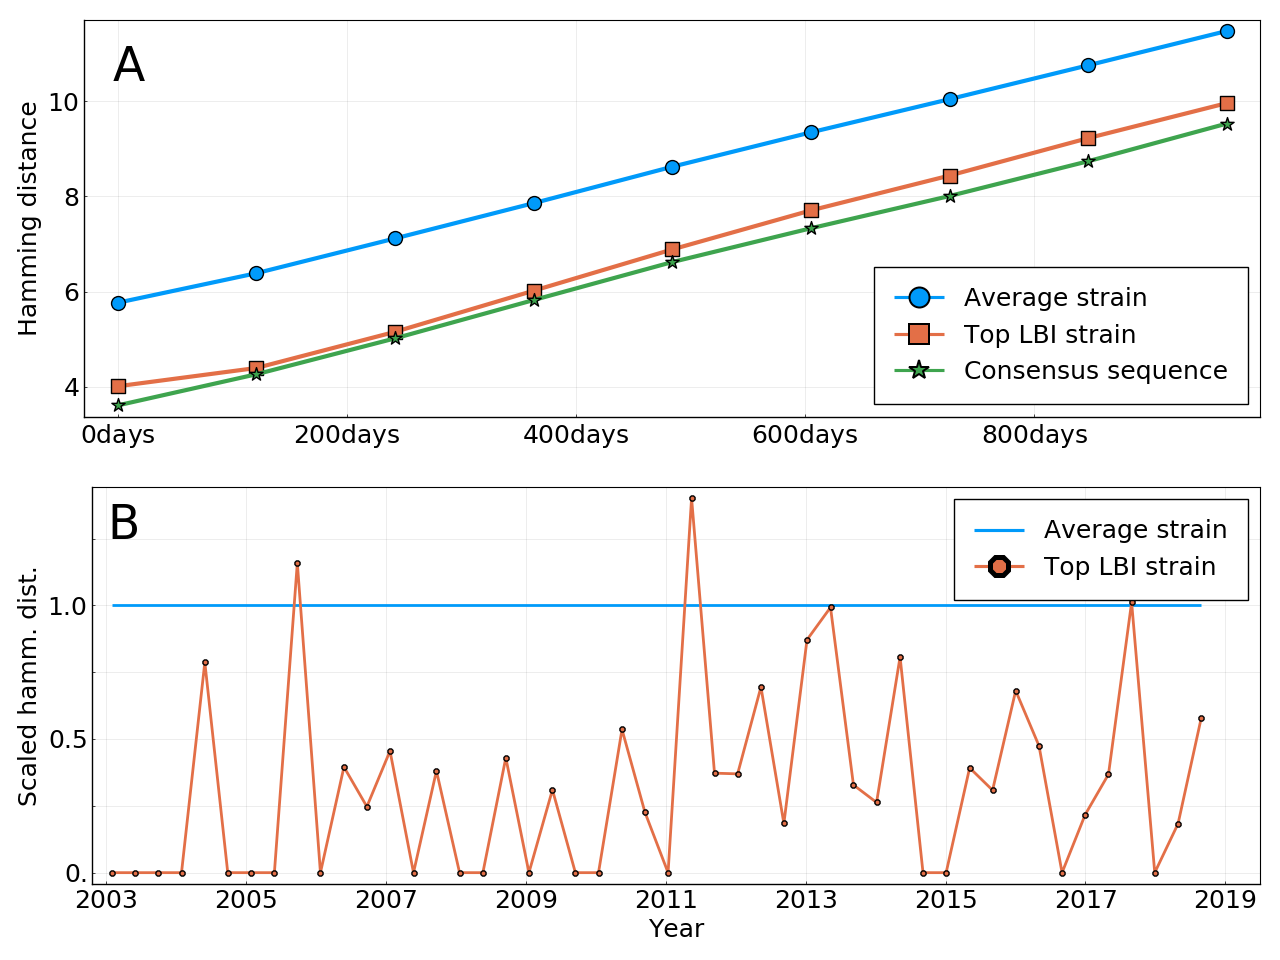 A
Hamming distance
10
8
6
4
0days 200days 400days 600days 800days
Average strain
Top LBI strain
Consensus sequence
B
Scaled hamm. dist.
1.0
0.5
0.
2003 2005 2007 2009 2011 2013 2015 2017 2019
Year
Average strain
Top LBI strain